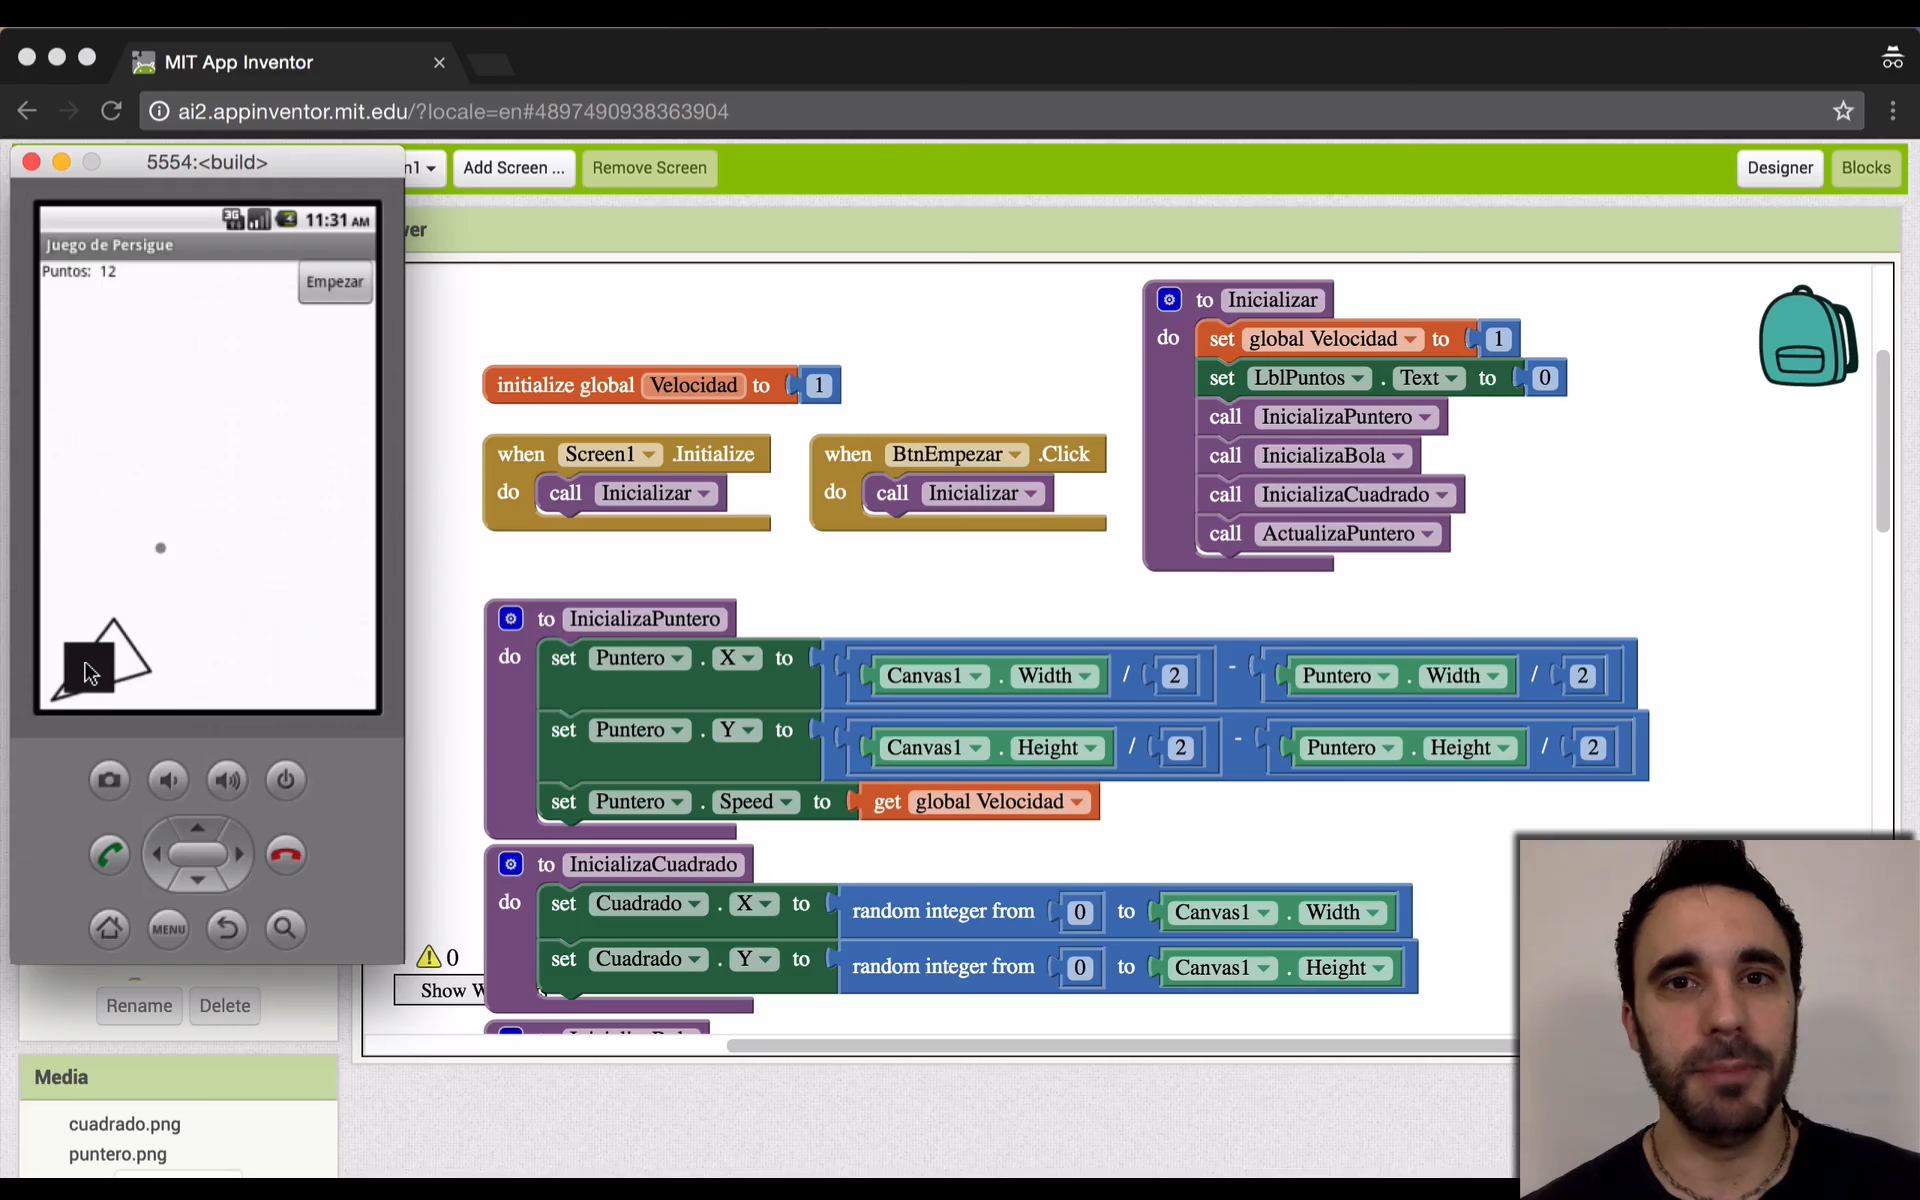 MIT App Inventor
ai2.appinventor.mit.edu/?locale=en#4897490938363904
5554:<build>
n1
Add Screen ...
Remove Screen
Designer
Blocks
wer
3G
11:31 AM
Juego de Persigue
Puntos: 12
Empezar
MENU
to Inicializar
do set global Velocidad to 1
set LblPuntos . Text to 0
call InicializaPuntero
call InicializaBola
call InicializaCuadrado
call ActualizaPuntero
initialize global Velocidad to 1
when Screen1 .Initialize
do call Inicializar
when BtnEmpezar .Click
do call Inicializar
to InicializaPuntero
do set Puntero . X to Canvas1 . Width / 2 - Puntero . Width / 2
set Puntero . Y to Canvas1 . Height / 2 - Puntero . Height / 2
set Puntero . Speed to get global Velocidad
to InicializaCuadrado
do set Cuadrado . X to random integer from 0 to Canvas1 . Width
set Cuadrado . Y to random integer from 0 to Canvas1 . Height
0
Show W
Rename
Delete
Media
cuadrado.png
puntero.png